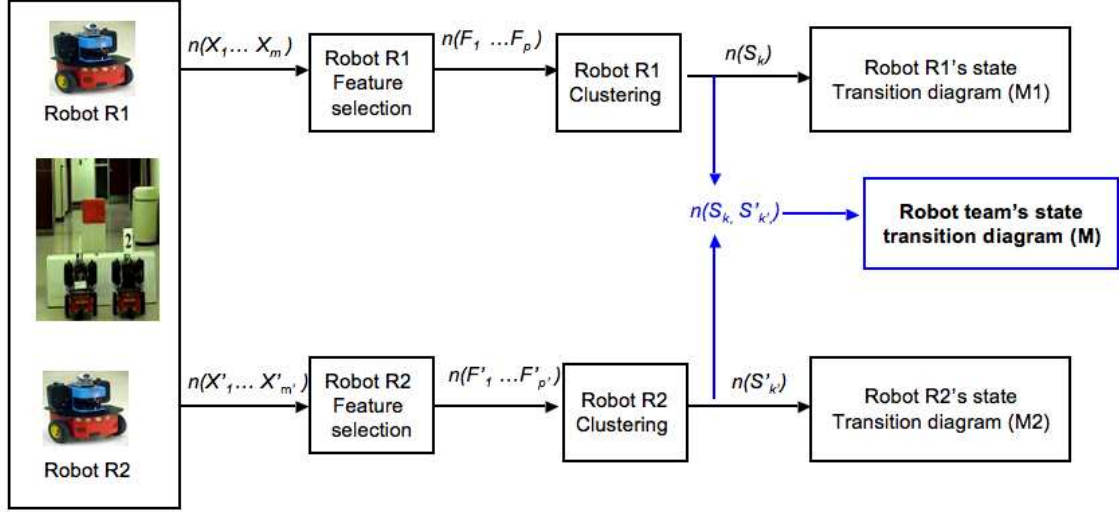 n(X1... Xm)
Robot R1
Robot R1
Feature
selection
n(F1 ...Fp)
Robot R1
Clustering
n(Sk)
Robot R1's state
Transition diagram (M1)
2
n(Sk, S'k',)
Robot team's state
transition diagram (M)
n(X'1... X'm')
Robot R2
Robot R2
Feature
selection
n(F'1 ...F'p')
Robot R2
Clustering
n(S'k')
Robot R2's state
Transition diagram (M2)